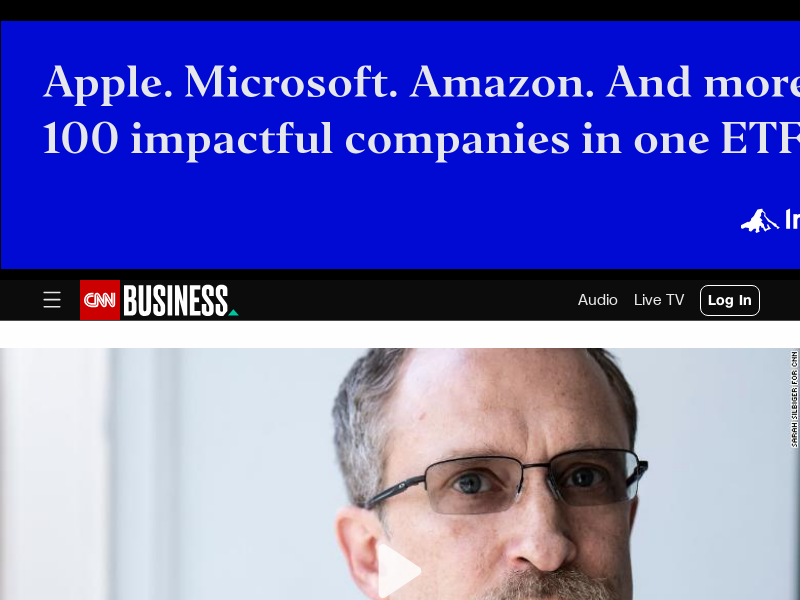 Apple. Microsoft. Amazon. And more
100 impactful companies in one ETF
CNN BUSINESS
Audio
Live TV
Log In
SARAH SILBIGER FOR CNN